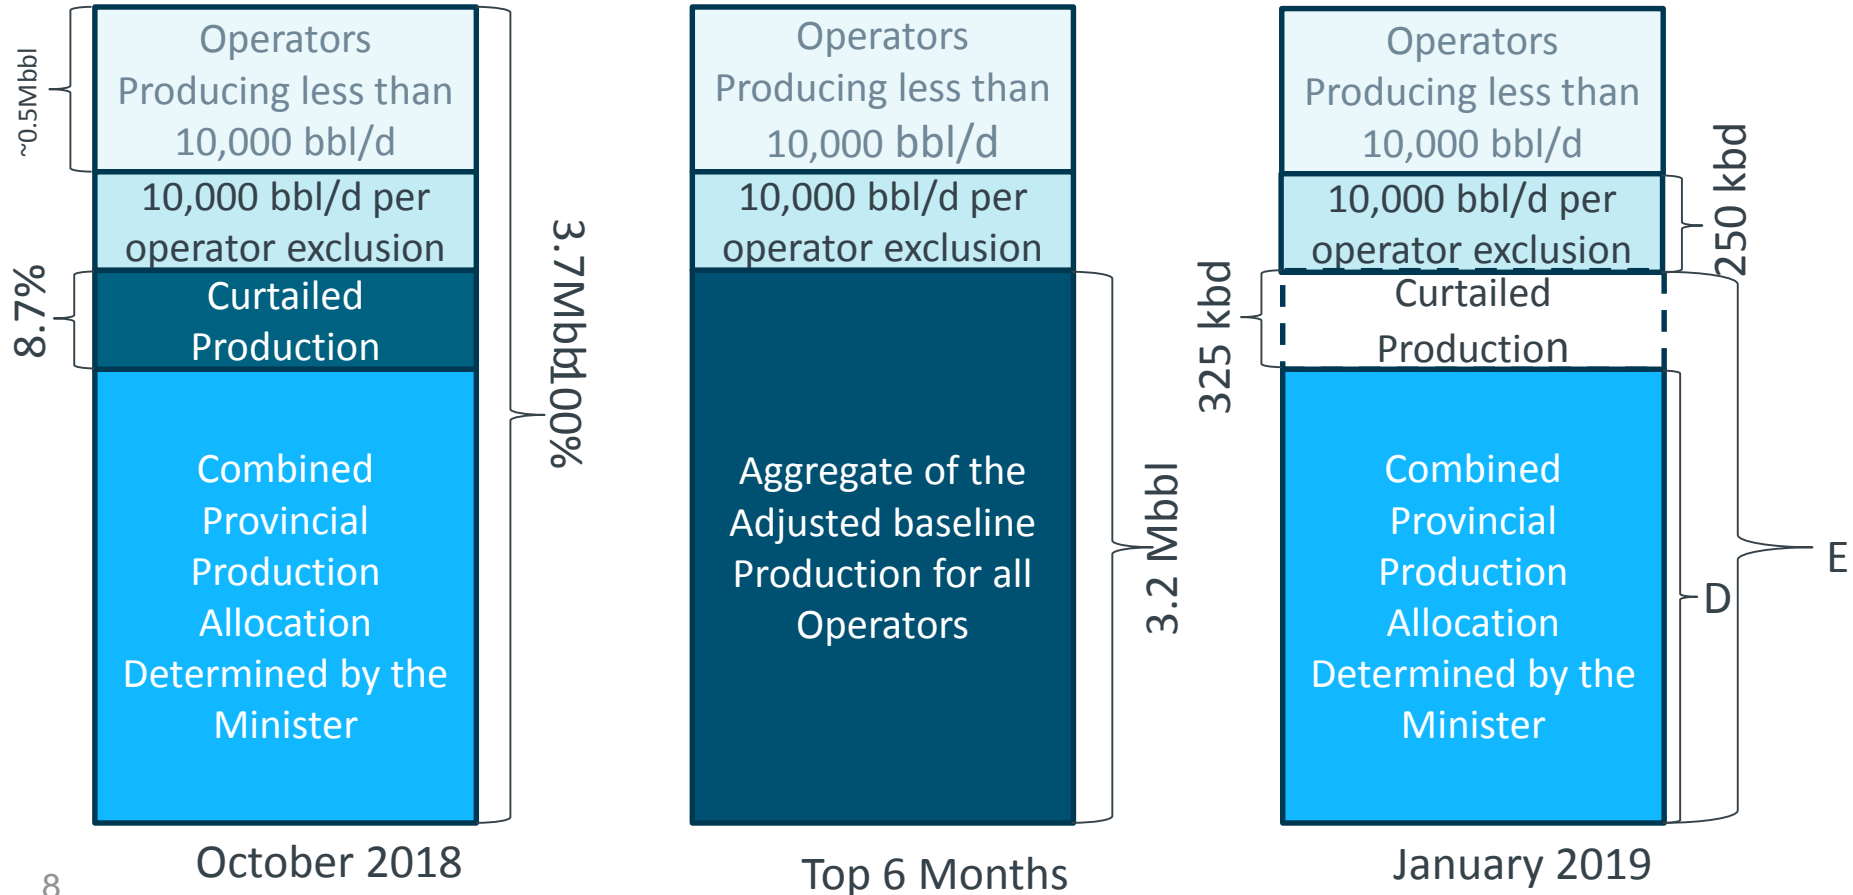 ~0.5Mbbl
Operators
Producing less than
10,000 bbl/d
10,000 bbl/d per
operator exclusion
8.7%
Curtailed
Production
Combined
Provincial
Production
Allocation
Determined by the
Minister
3.7Mbbl
100%
October 2018
Operators
Producing less than
10,000 bbl/d
10,000 bbl/d per
operator exclusion
Aggregate of the
Adjusted baseline
Production for all
Operators
3.2 Mbbl
Top 6 Months
Operators
Producing less than
10,000 bbl/d
10,000 bbl/d per
operator exclusion
250 kbd
325 kbd
Curtailed
Production
Combined
Provincial
Production
Allocation
Determined by the
Minister
D
E
January 2019
8